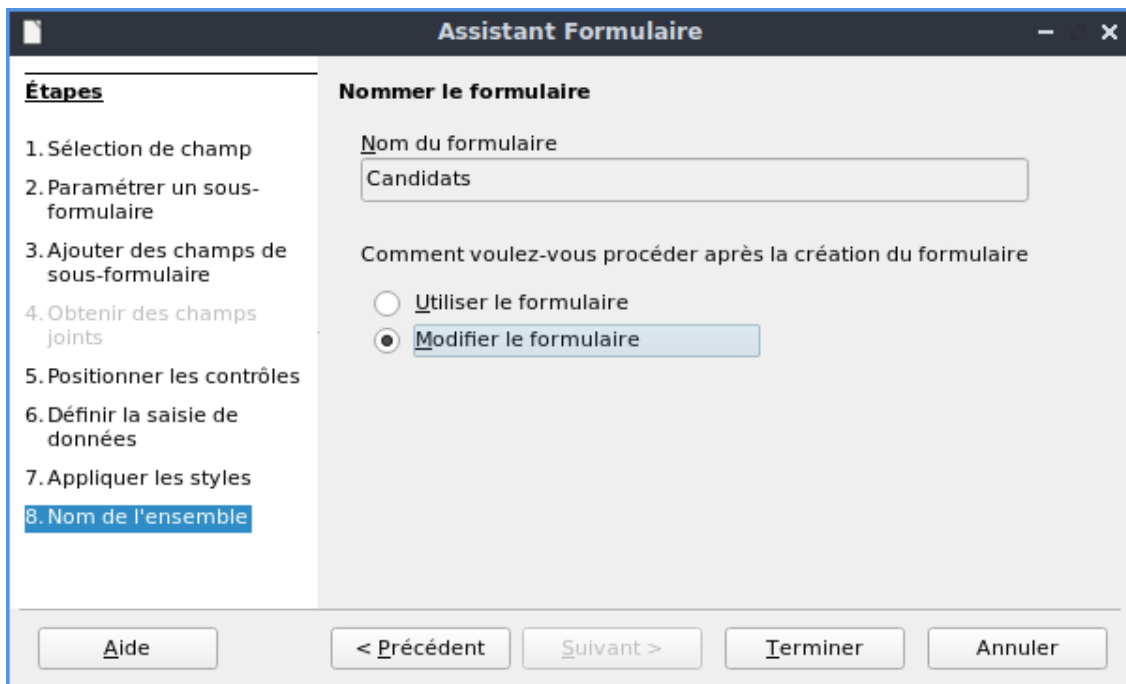 Assistant Formulaire
Étapes
1. Sélection de champ
2. Paramétrer un sous-
formulaire
3. Ajouter des champs de
sous-formulaire
4. Obtenir des champs
joints
5. Positionner les contrôles
6. Définir la saisie de
données
7. Appliquer les styles
8. Nom de l'ensemble
Nommer le formulaire
Nom du formulaire
Candidats
Comment voulez-vous procéder après la création du formulaire
Utiliser le formulaire
Modifier le formulaire
Aide
< Précédent
Suivant >
Terminer
Annuler